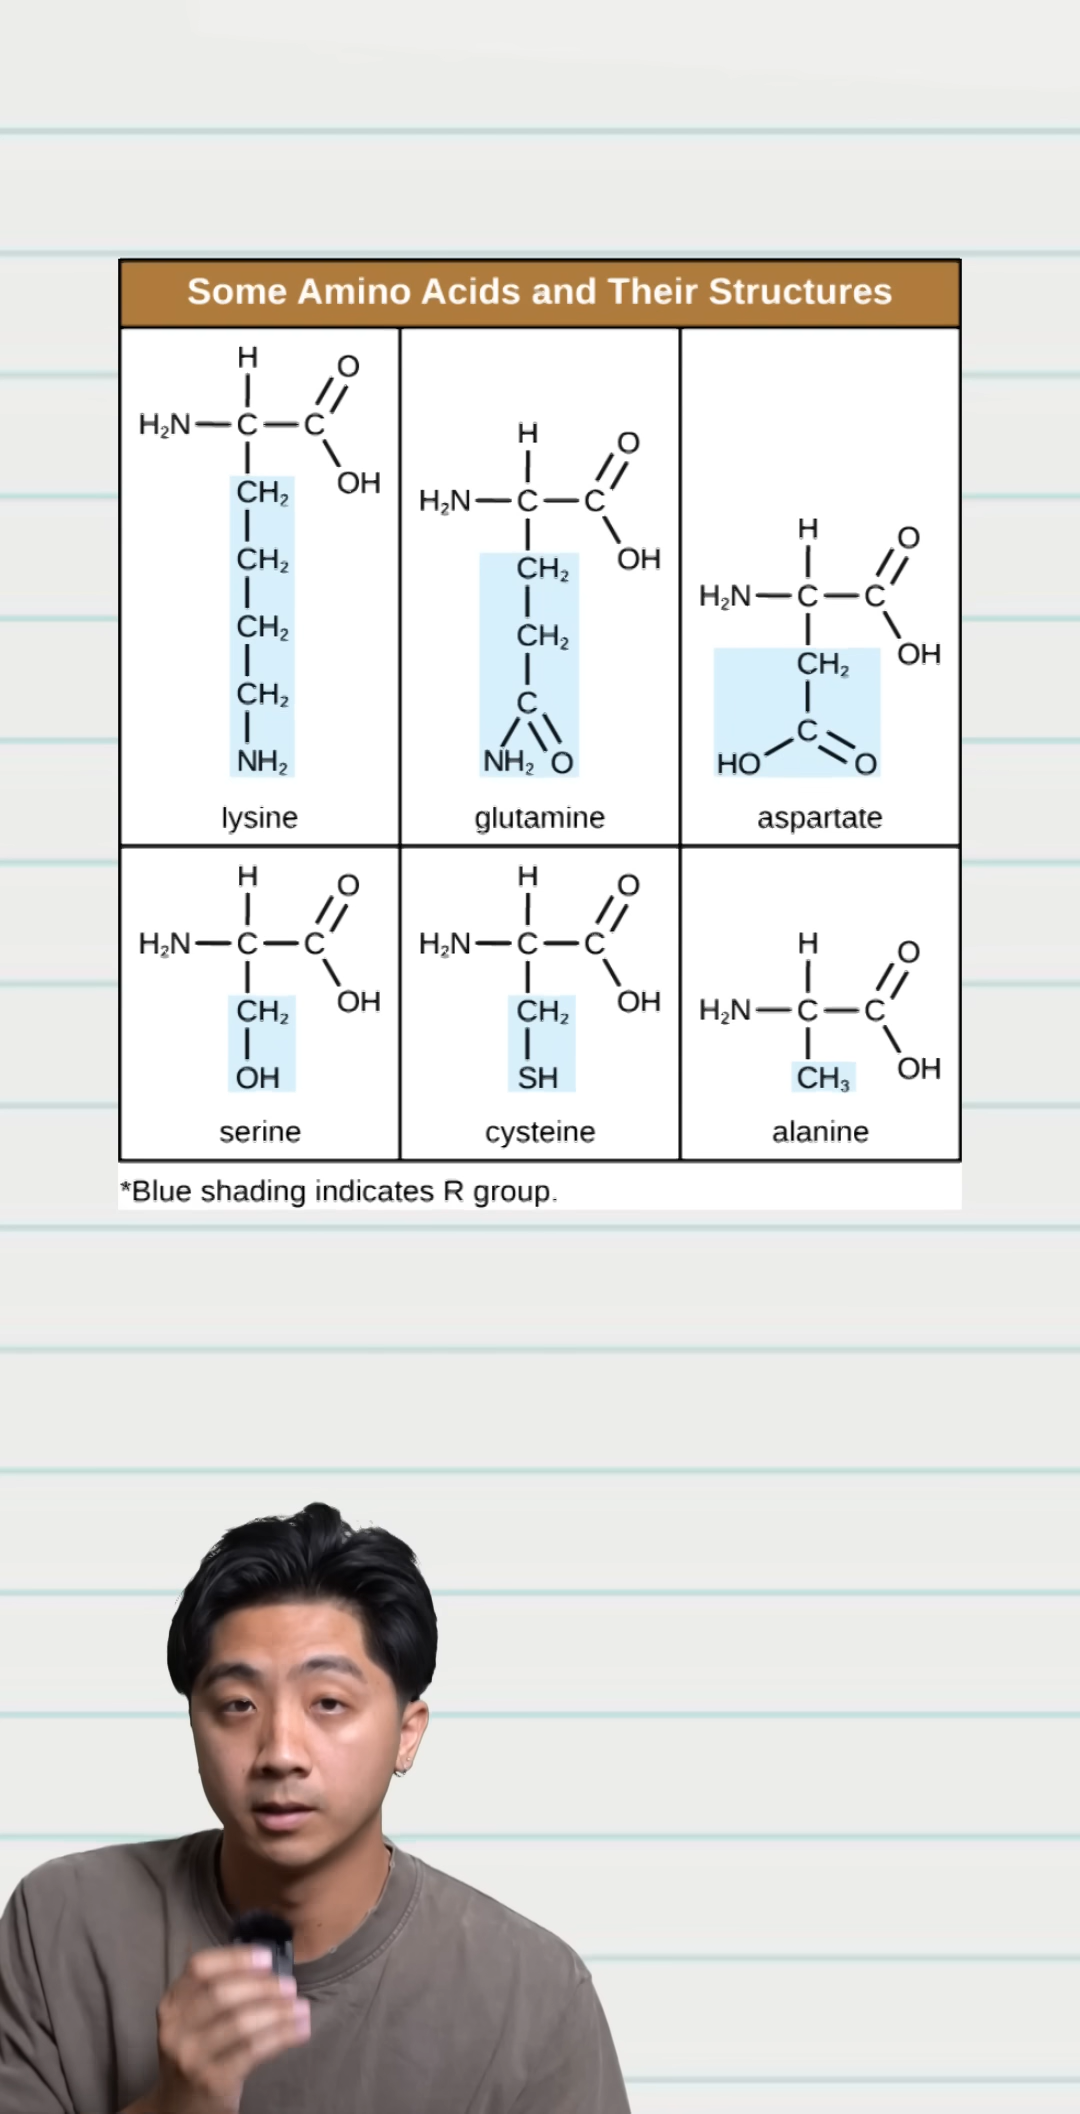 Some Amino Acids and Their Structures
H
O
H₂N—C—C
OH
CH₂
CH₂
CH₂
CH₂
NH₂
lysine
H
O
H₂N—C—C
OH
CH₂
CH₂
C
NH₂ O
glutamine
H
O
H₂N—C—C
OH
CH₂
C
HO O
aspartate
H
O
H₂N—C—C
OH
CH₂
OH
serine
H
O
H₂N—C—C
OH
CH₂
SH
cysteine
H
O
H₂N—C—C
OH
CH₃
alanine
*Blue shading indicates R group.